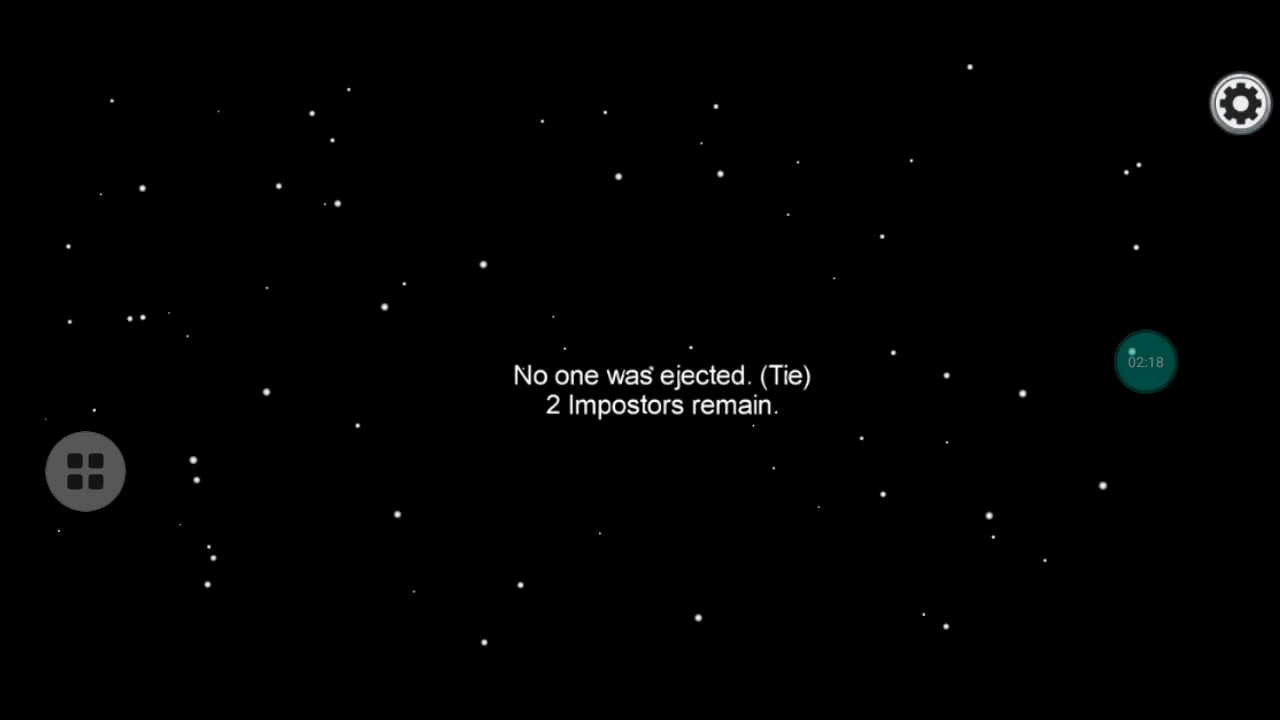 No one was ejected. (Tie)
2 Impostors remain.
02:18